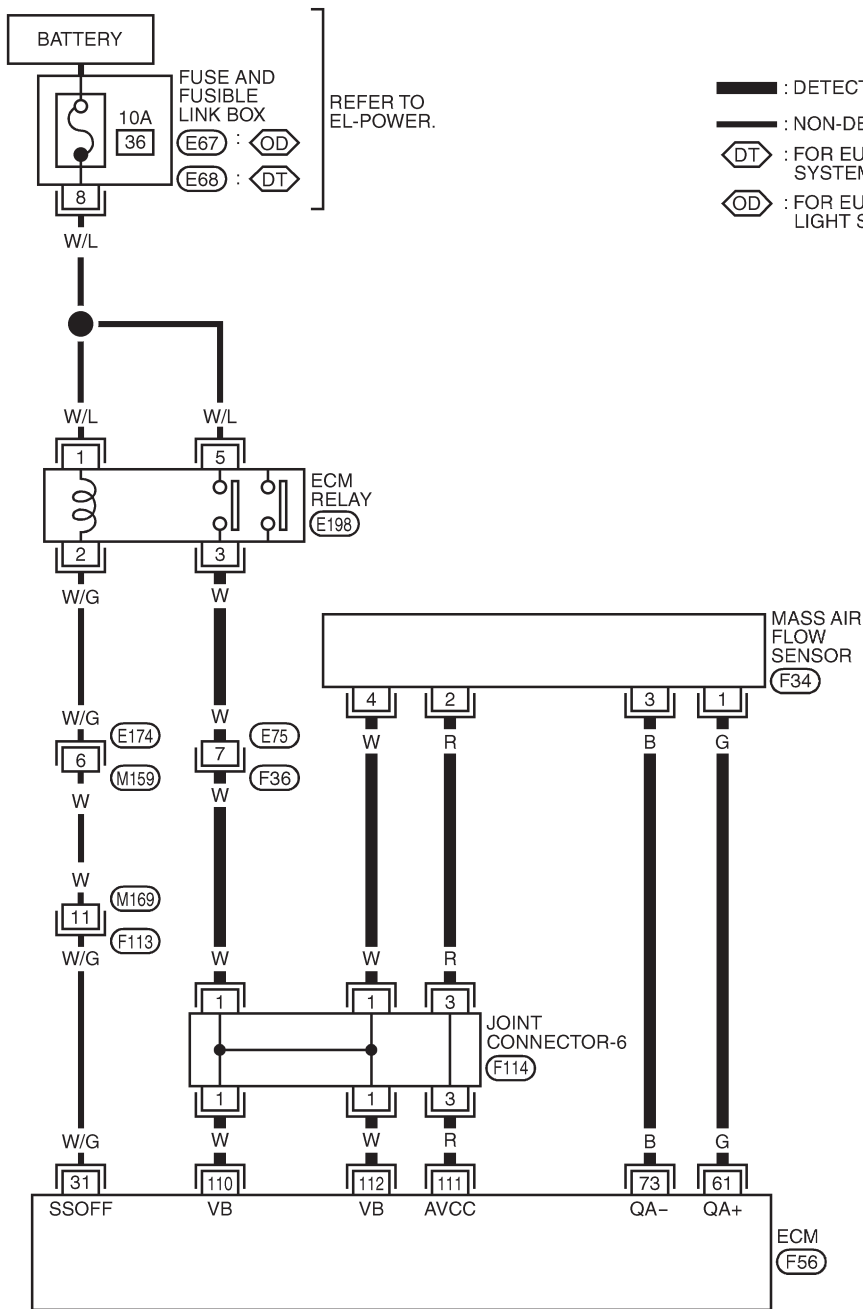 BATTERY
FUSE AND
FUSIBLE
LINK BOX
10A
36
E67 : OD
E68 : DT
REFER TO
EL-POWER.
: DETECT
: NON-DE
DT : FOR EU
SYSTEM
OD : FOR EU
LIGHT S
8
W/L
W/L W/L
1 5
ECM
RELAY
E198
2 3
W/G W
MASS AIR
FLOW
SENSOR
F34
4 2 3 1
W R B G
W/G W
E174 E75
6 7
M159 F36
W W
W
M169
11
F113
W/G W W R
1 1 3
JOINT
CONNECTOR-6
F114
1 1 3
W W R
W/G B G
31 110 112 111 73 61
SSOFF VB VB AVCC QA− QA+
ECM
F56